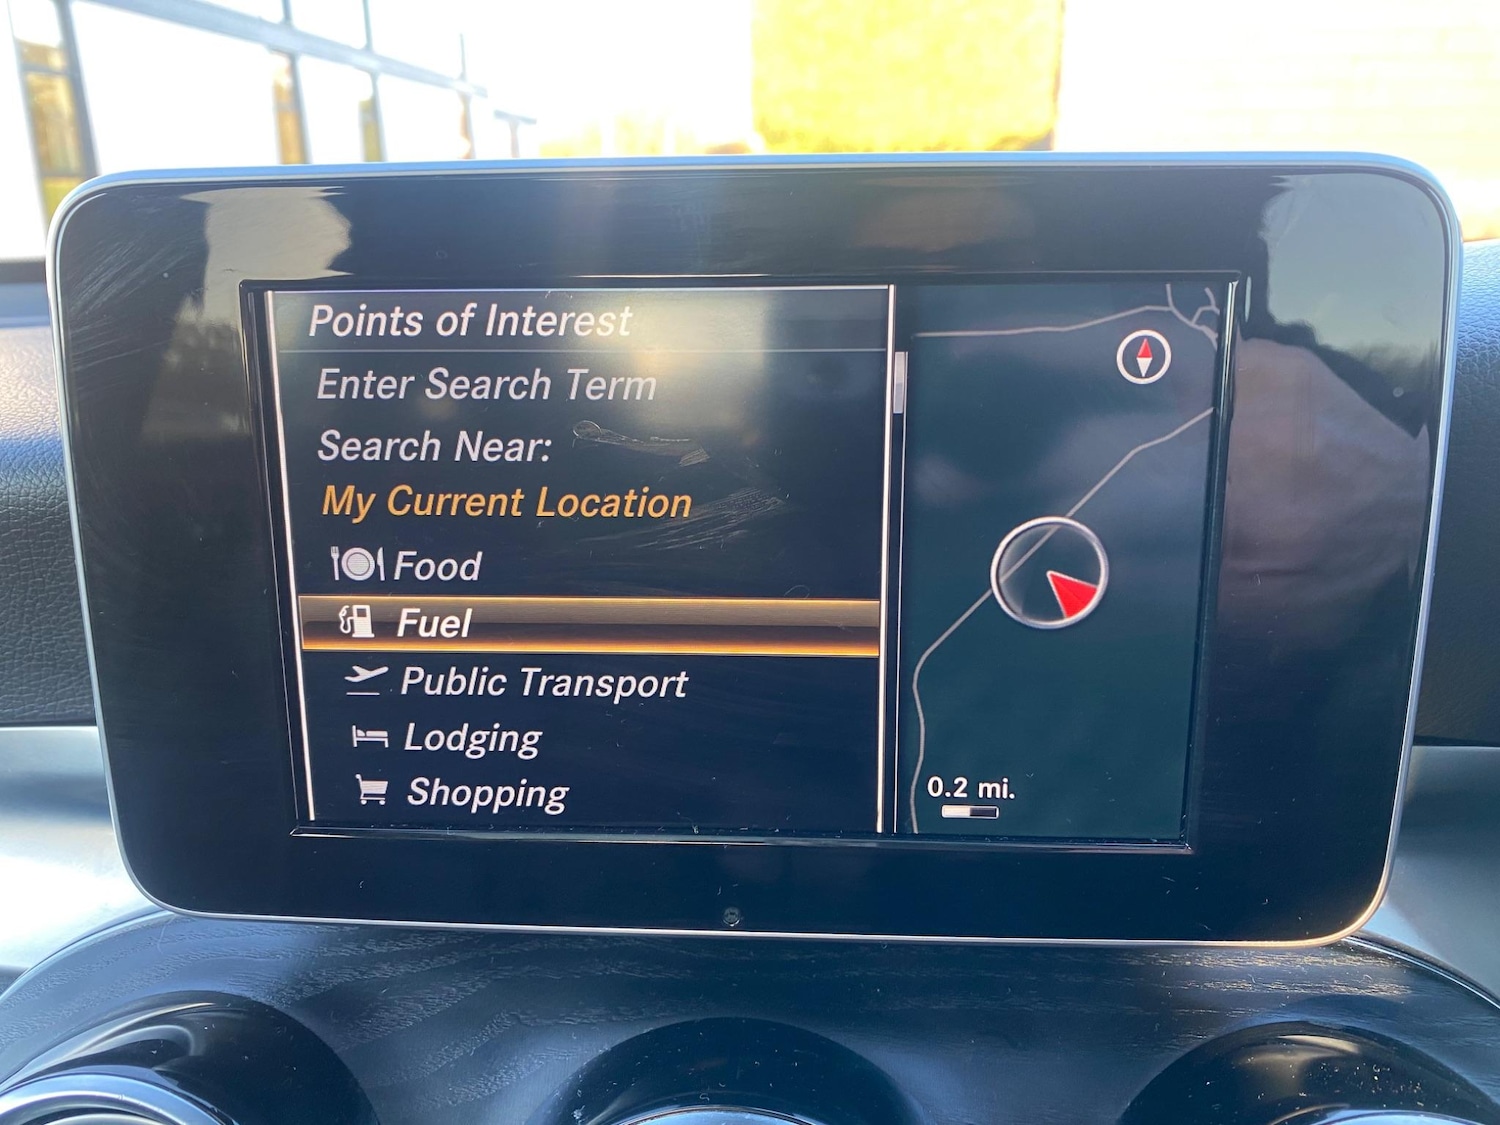 Points of Interest
Enter Search Term
Search Near:
My Current Location
Food
Fuel
Public Transport
Lodging
Shopping
0.2 mi.